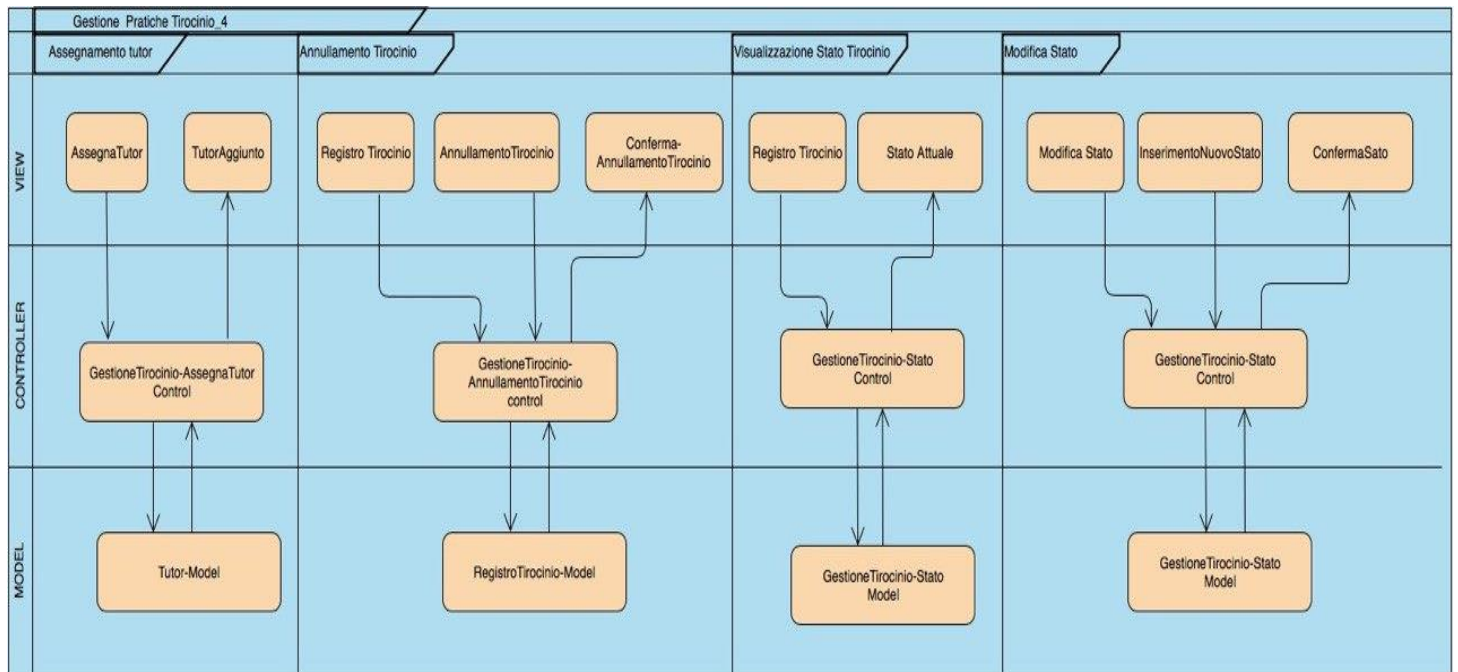 Gestione Pratiche Tirocinio_4
Assegnamento tutor
Annullamento Tirocinio
Visualizzazione Stato Tirocinio
Modifica Stato
VIEW
AssegnaTutor
TutorAggiunto
Registro Tirocinio
AnnullamentoTirocinio
Conferma-
AnnullamentoTirocinio
Registro Tirocinio
Stato Attuale
Modifica Stato
InserimentoNuovoStato
ConfermaSato
CONTROLLER
GestioneTirocinio-AssegnaTutor
Control
GestioneTirocinio-
AnnullamentoTirocinio
control
GestioneTirocinio-Stato
Control
GestioneTirocinio-Stato
Control
MODEL
Tutor-Model
RegistroTirocinio-Model
GestioneTirocinio-Stato
Model
GestioneTirocinio-Stato
Model